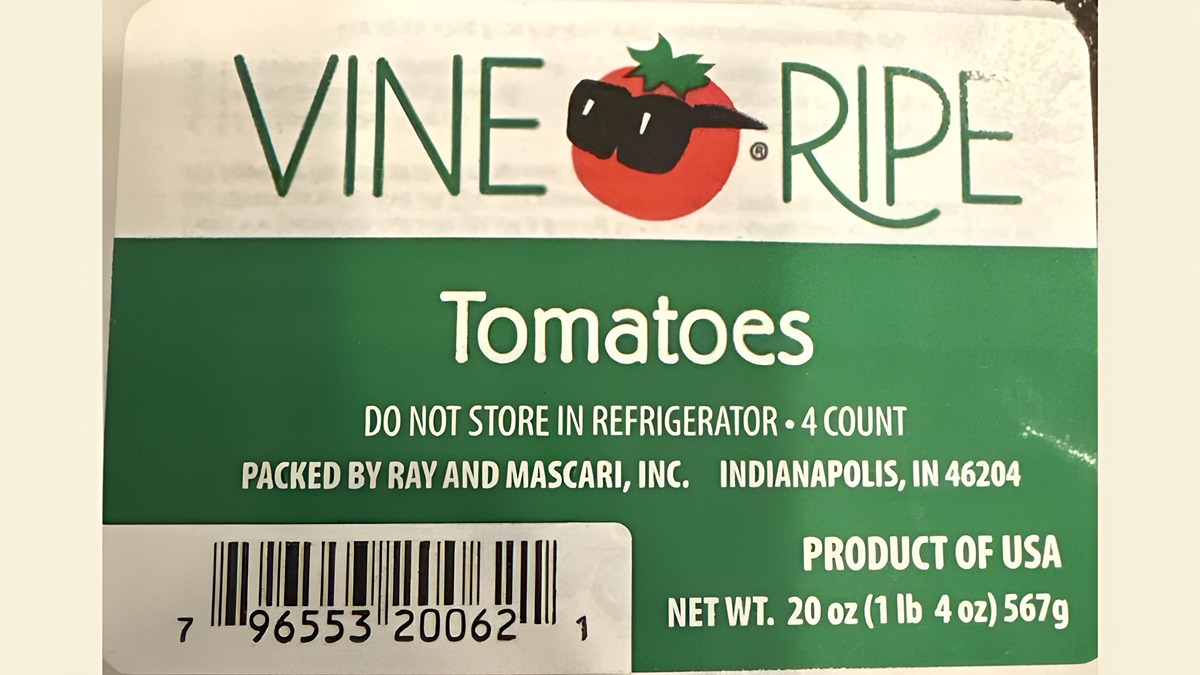 VINE ® RIPE
Tomatoes
DO NOT STORE IN REFRIGERATOR • 4 COUNT
PACKED BY RAY AND MASCARI, INC. INDIANAPOLIS, IN 46204
PRODUCT OF USA
NET WT. 20 oz (1 lb 4 oz) 567g
7 96553 20062 1